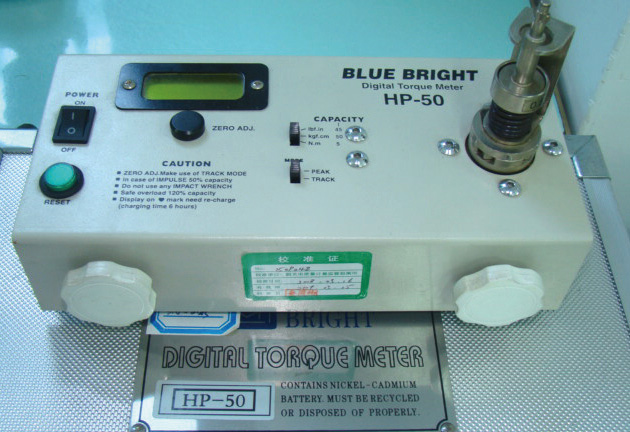 POWER
ON
OFF
RESET
ZERO ADJ.
BLUE BRIGHT
Digital Torque Meter
HP-50
CAPACITY
lbf.in 45
kgf.cm 50
N.m 5
MODE
PEAK
TRACK
CAUTION
ZERO ADJ.Make use of TRACK MODE
in case of IMPULSE 50% capacity
Do not use any IMPACT WRENCH
Safe overload 120% capacity
Display on mark need re-charge
(charging time 6 hours)
校准证
BRIGHT
DIGITAL TORQUE METER
HP-50
CONTAINS NICKEL-CADMIUM
BATTERY. MUST BE RECYCLED
OR DISPOSED OF PROPERLY.